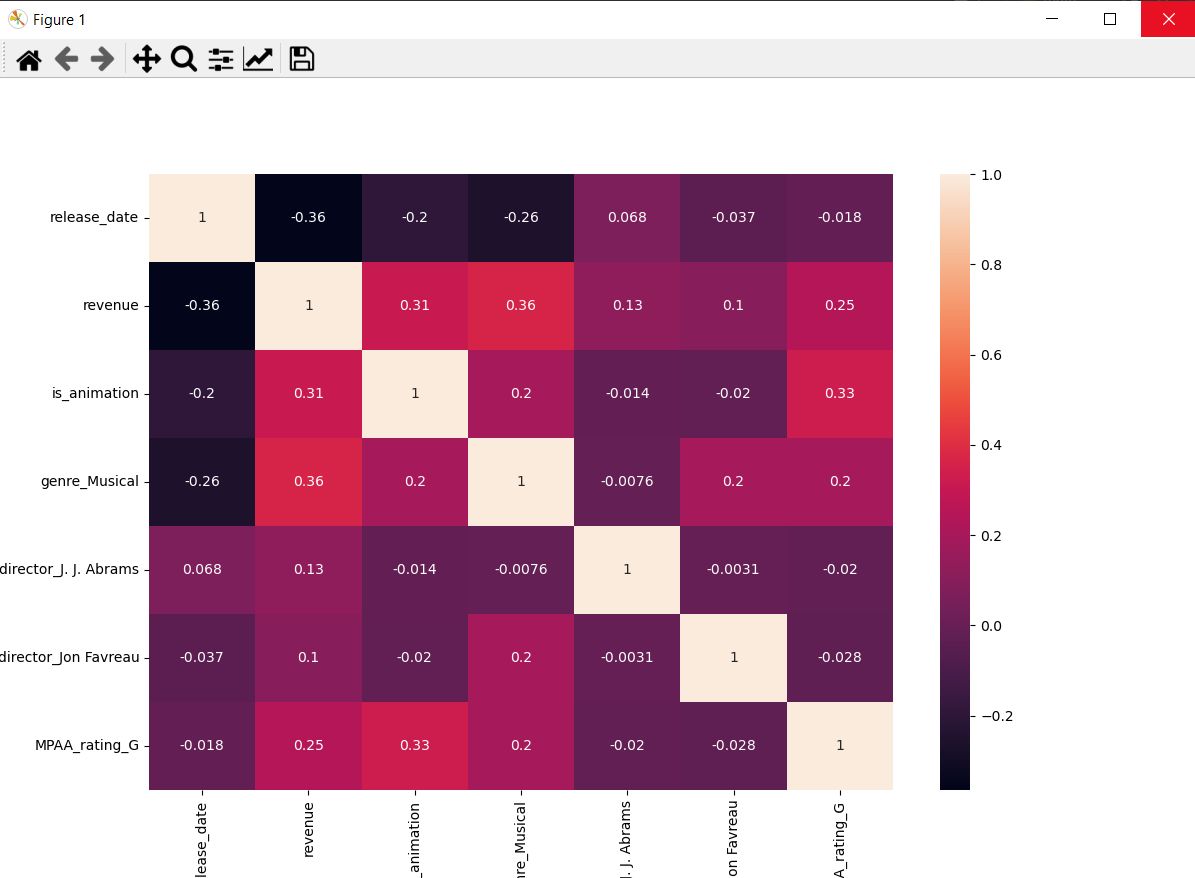 Figure 1
release_date 1 -0.36 -0.2 -0.26 0.068 -0.037 -0.018
revenue -0.36 1 0.31 0.36 0.13 0.1 0.25
is_animation -0.2 0.31 1 0.2 -0.014 -0.02 0.33
genre_Musical -0.26 0.36 0.2 1 -0.0076 0.2 0.2
director_J. J. Abrams 0.068 0.13 -0.014 -0.0076 1 -0.0031 -0.02
director_Jon Favreau -0.037 0.1 -0.02 0.2 -0.0031 1 -0.028
MPAA_rating_G -0.018 0.25 0.33 0.2 -0.02 -0.028 1
lease_date
revenue
_animation
re_Musical
J. J. Abrams
on Favreau
A_rating_G
1.0
0.8
0.6
0.4
0.2
0.0
−0.2